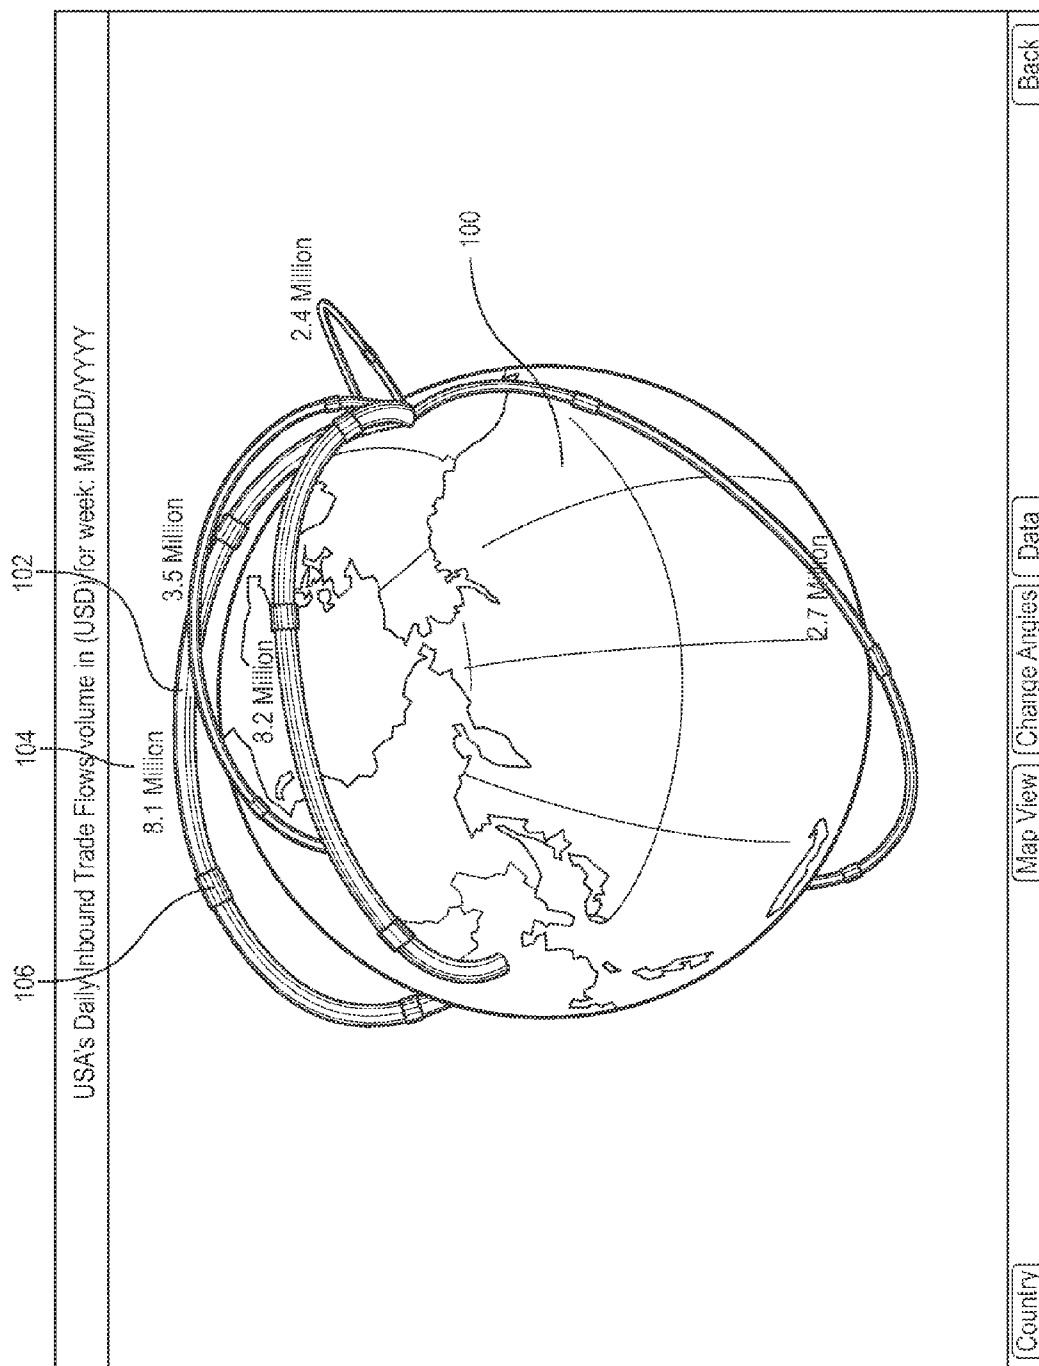 106
104
102
USA's Daily Inbound Trade Flows volume in (USD) for week: MM/DD/YYYY
8.1 Million
3.5 Million
8.2 Million
2.4 Million
100
2.7 Million
Country
Map View
Change Angles
Data
Back